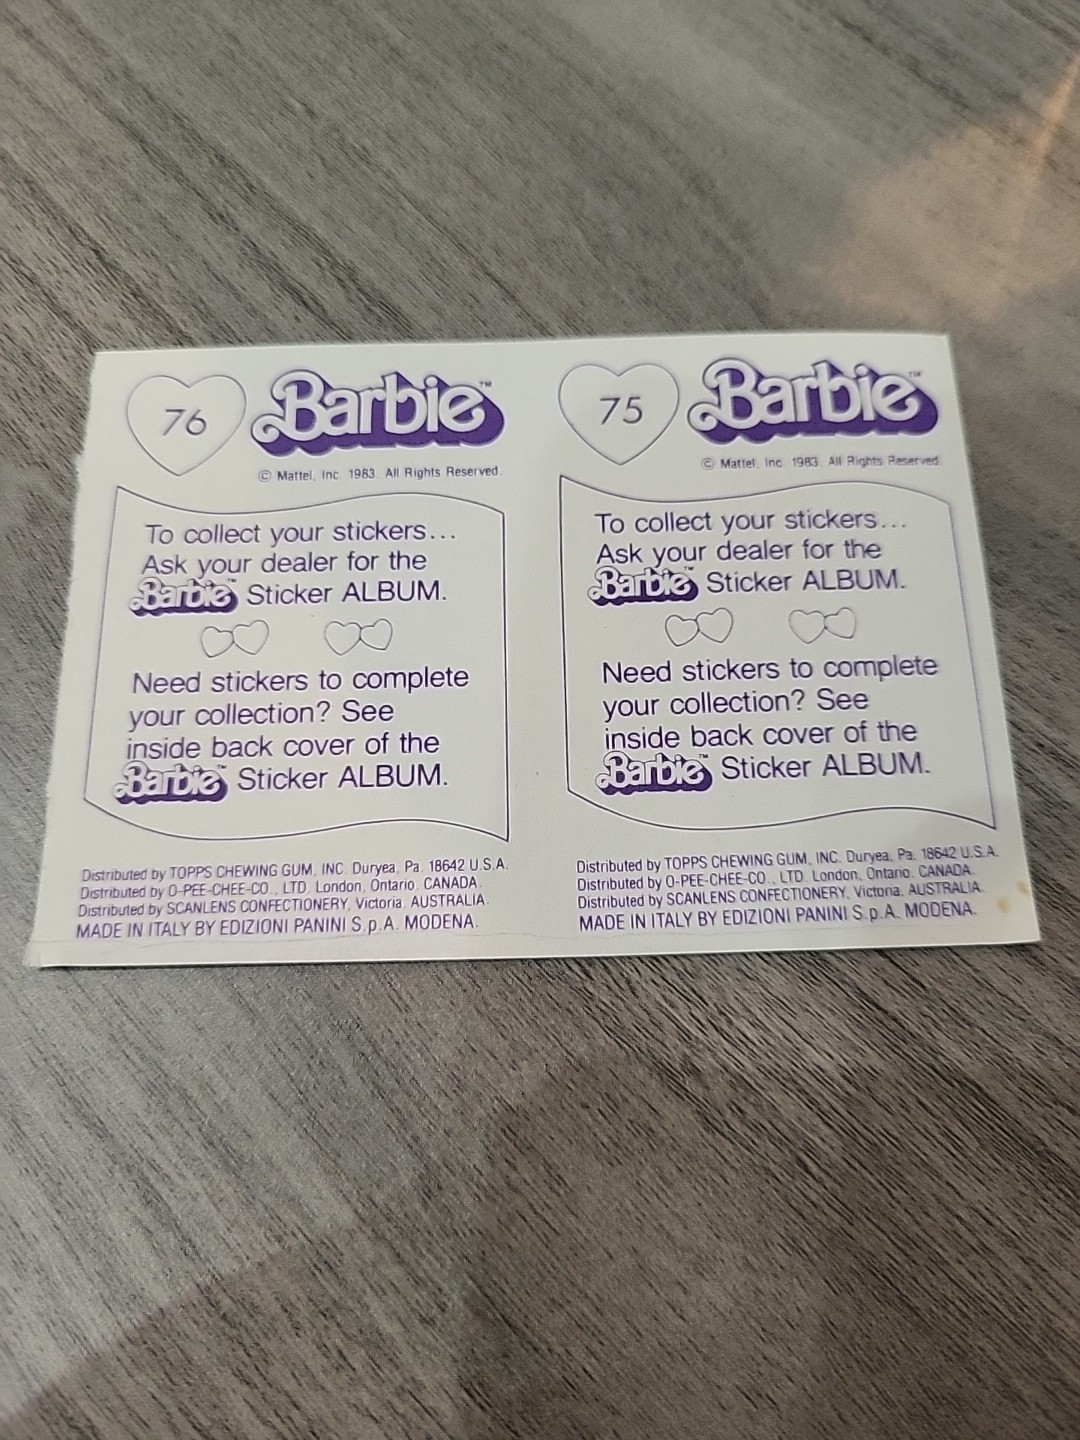 76
Barbie™
© Mattel, Inc. 1983. All Rights Reserved.
To collect your stickers...
Ask your dealer for the
Barbie™ Sticker ALBUM.
Need stickers to complete
your collection? See
inside back cover of the
Barbie™ Sticker ALBUM.
Distributed by TOPPS CHEWING GUM, INC. Duryea, Pa. 18642 U.S.A.
Distributed by O-PEE-CHEE-CO., LTD. London, Ontario, CANADA.
Distributed by SCANLENS CONFECTIONERY, Victoria, AUSTRALIA.
MADE IN ITALY BY EDIZIONI PANINI S.p.A. MODENA.
75
Barbie™
© Mattel, Inc. 1983. All Rights Reserved.
To collect your stickers...
Ask your dealer for the
Barbie™ Sticker ALBUM.
Need stickers to complete
your collection? See
inside back cover of the
Barbie™ Sticker ALBUM.
Distributed by TOPPS CHEWING GUM, INC. Duryea, Pa. 18642 U.S.A.
Distributed by O-PEE-CHEE-CO., LTD. London, Ontario, CANADA.
Distributed by SCANLENS CONFECTIONERY, Victoria, AUSTRALIA.
MADE IN ITALY BY EDIZIONI PANINI S.p.A. MODENA.